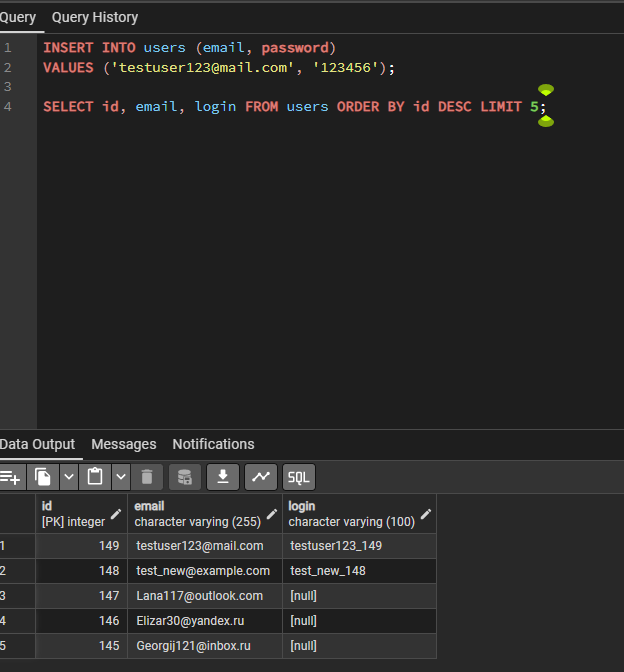 Query Query History
1 INSERT INTO users (email, password)
2 VALUES ('testuser123@mail.com', '123456');
3
4 SELECT id, email, login FROM users ORDER BY id DESC LIMIT 5;
Data Output Messages Notifications
SQL
id email login
[PK] integer character varying (255) character varying (100)
1 149 testuser123@mail.com testuser123_149
2 148 test_new@example.com test_new_148
3 147 Lana117@outlook.com [null]
4 146 Elizar30@yandex.ru [null]
5 145 Georgij121@inbox.ru [null]